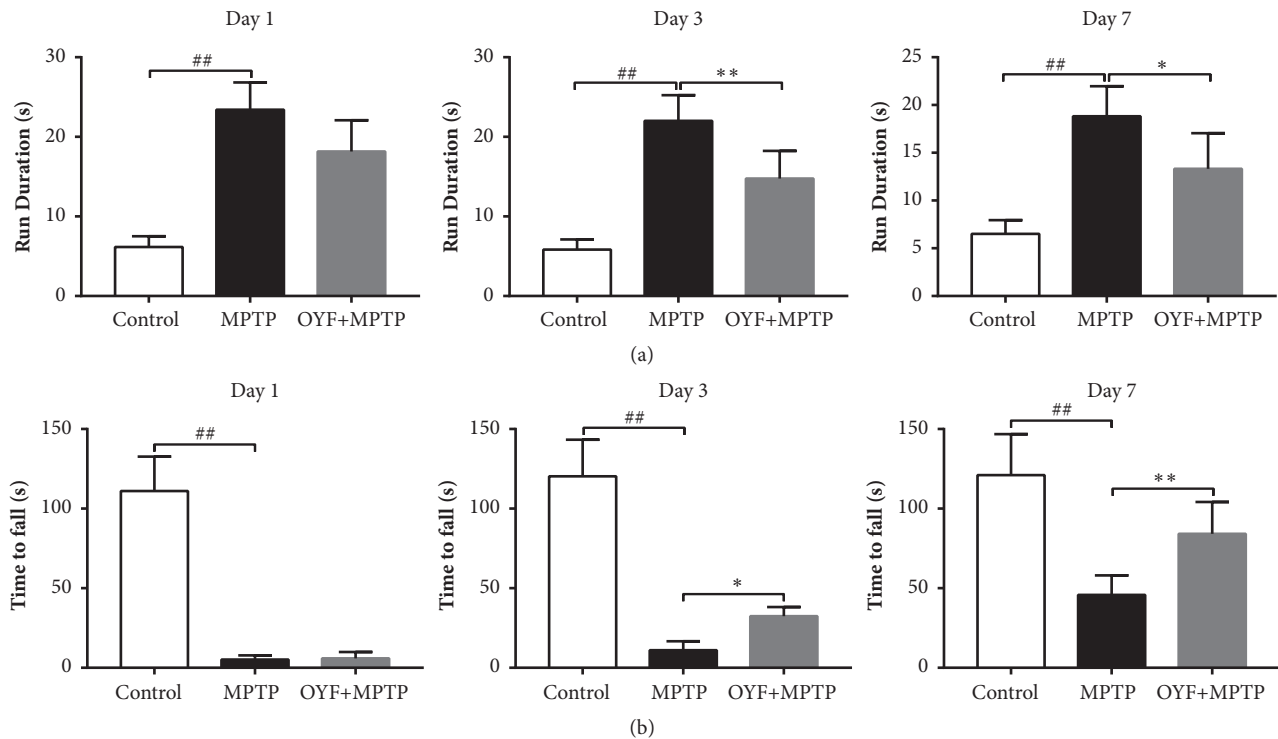 Day 1
Day 3
Day 7
Run Duration (s)
30
20
10
0
##
Control MPTP OYF+MPTP
Run Duration (s)
30
20
10
0
##
**
Control MPTP OYF+MPTP
Run Duration (s)
25
20
15
10
5
0
##
*
Control MPTP OYF+MPTP
(a)
Day 1
Day 3
Day 7
Time to fall (s)
150
100
50
0
##
Control MPTP OYF+MPTP
Time to fall (s)
150
100
50
0
##
*
Control MPTP OYF+MPTP
Time to fall (s)
150
100
50
0
##
**
Control MPTP OYF+MPTP
(b)